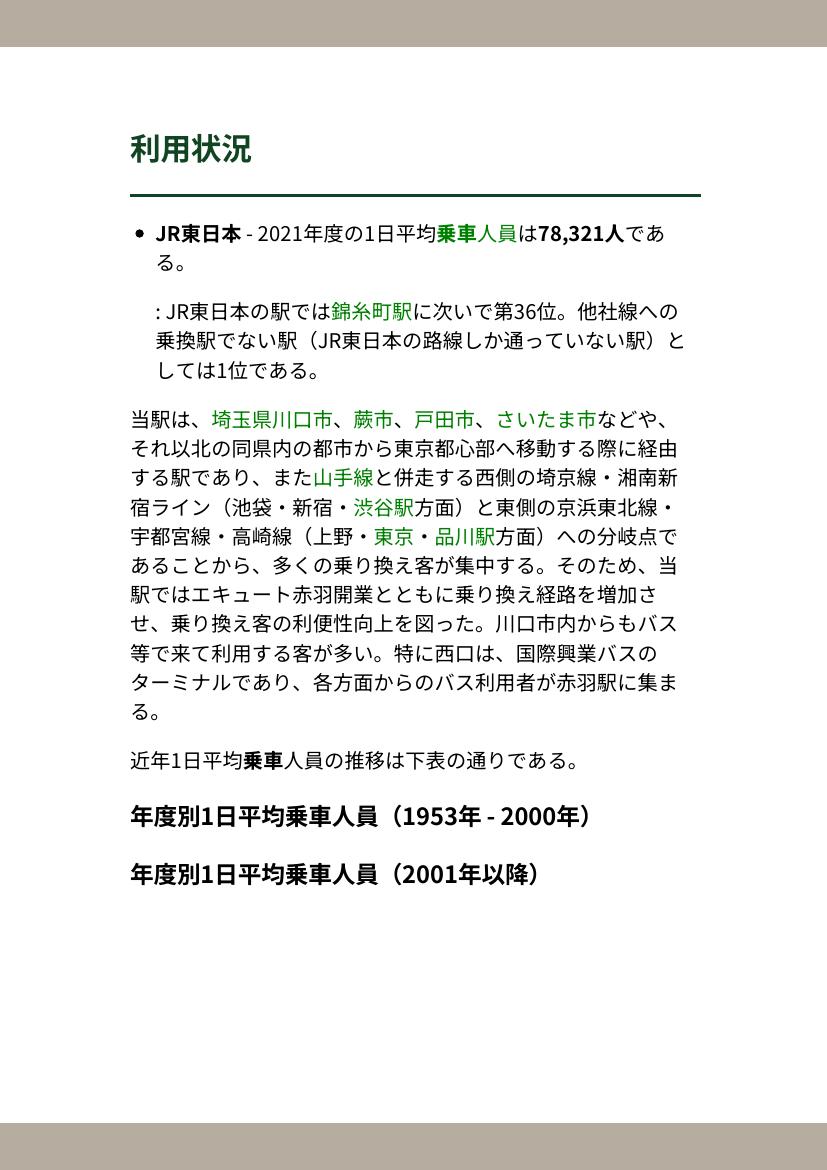 利用状況
• JR東日本 - 2021年度の1日平均乗車人員は78,321人であ
る。
: JR東日本の駅では錦糸町駅に次いで第36位。他社線への
乗換駅でない駅（JR東日本の路線しか通っていない駅）と
しては1位である。
当駅は、埼玉県川口市、蕨市、戸田市、さいたま市などや、
それ以北の同県内の都市から東京都心部へ移動する際に経由
する駅であり、また山手線と併走する西側の埼京線・湘南新
宿ライン（池袋・新宿・渋谷駅方面）と東側の京浜東北線・
宇都宮線・高崎線（上野・東京・品川駅方面）への分岐点で
あることから、多くの乗り換え客が集中する。そのため、当
駅ではエキュート赤羽開業とともに乗り換え経路を増加さ
せ、乗り換え客の利便性向上を図った。川口市内からもバス
等で来て利用する客が多い。特に西口は、国際興業バスの
ターミナルであり、各方面からのバス利用者が赤羽駅に集ま
る。
近年1日平均乗車人員の推移は下表の通りである。
年度別1日平均乗車人員（1953年 - 2000年）
年度別1日平均乗車人員（2001年以降）